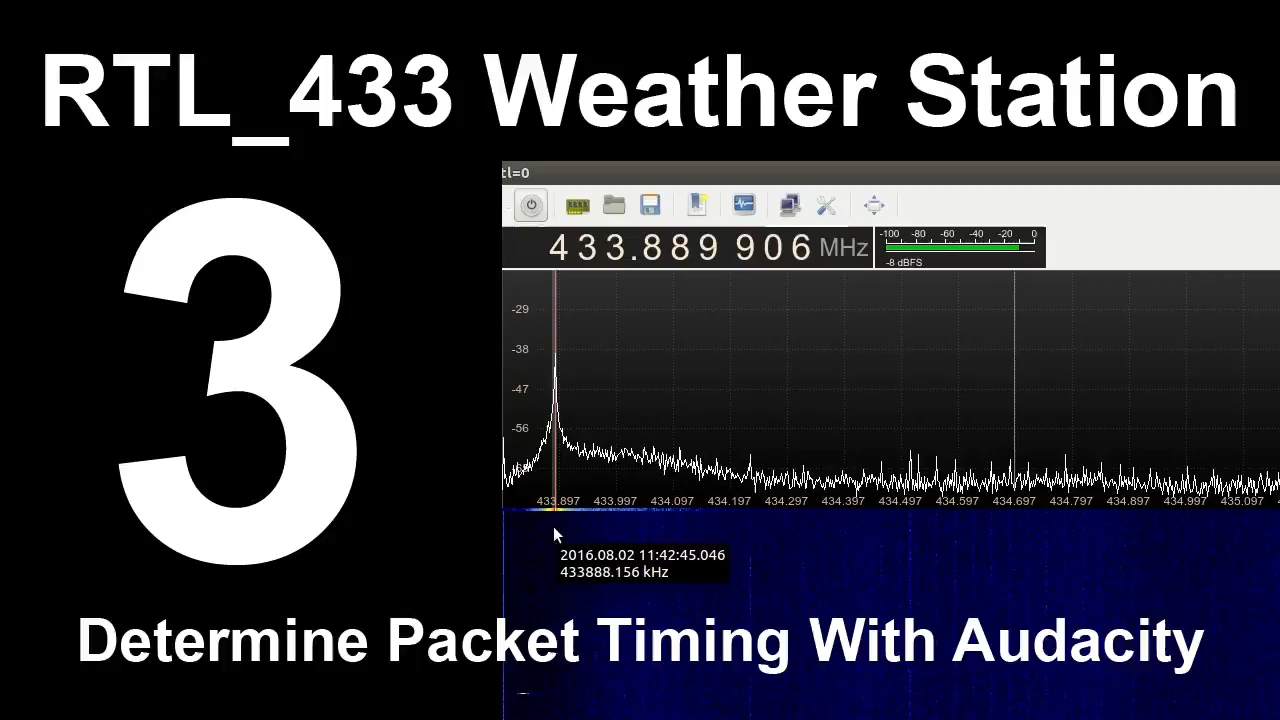 RTL_433 Weather Station
3
tl=0
433.889 906 MHz
-100 -80 -60 -40 -20 0
-8 dBFS
-29
-38
-47
-56
433.897 433.997 434.097 434.197 434.297 434.397 434.497 434.597 434.697 434.797 434.897 434.997 435.097
2016.08.02 11:42:45.046
433888.156 kHz
Determine Packet Timing With Audacity